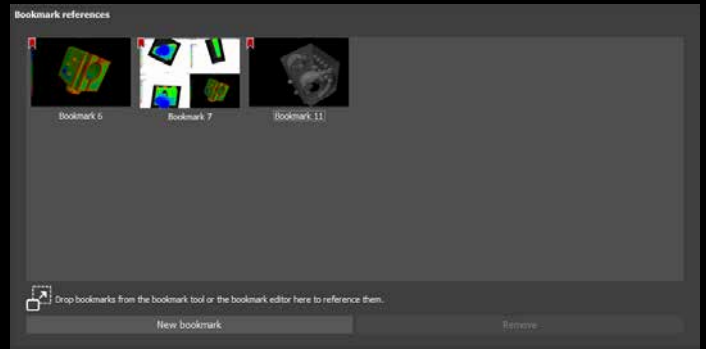 Bookmark references
Bookmark 6
Bookmark 7
Bookmark 11
Drop bookmarks from the bookmark tool or the bookmark editor here to reference them.
New bookmark
Remove